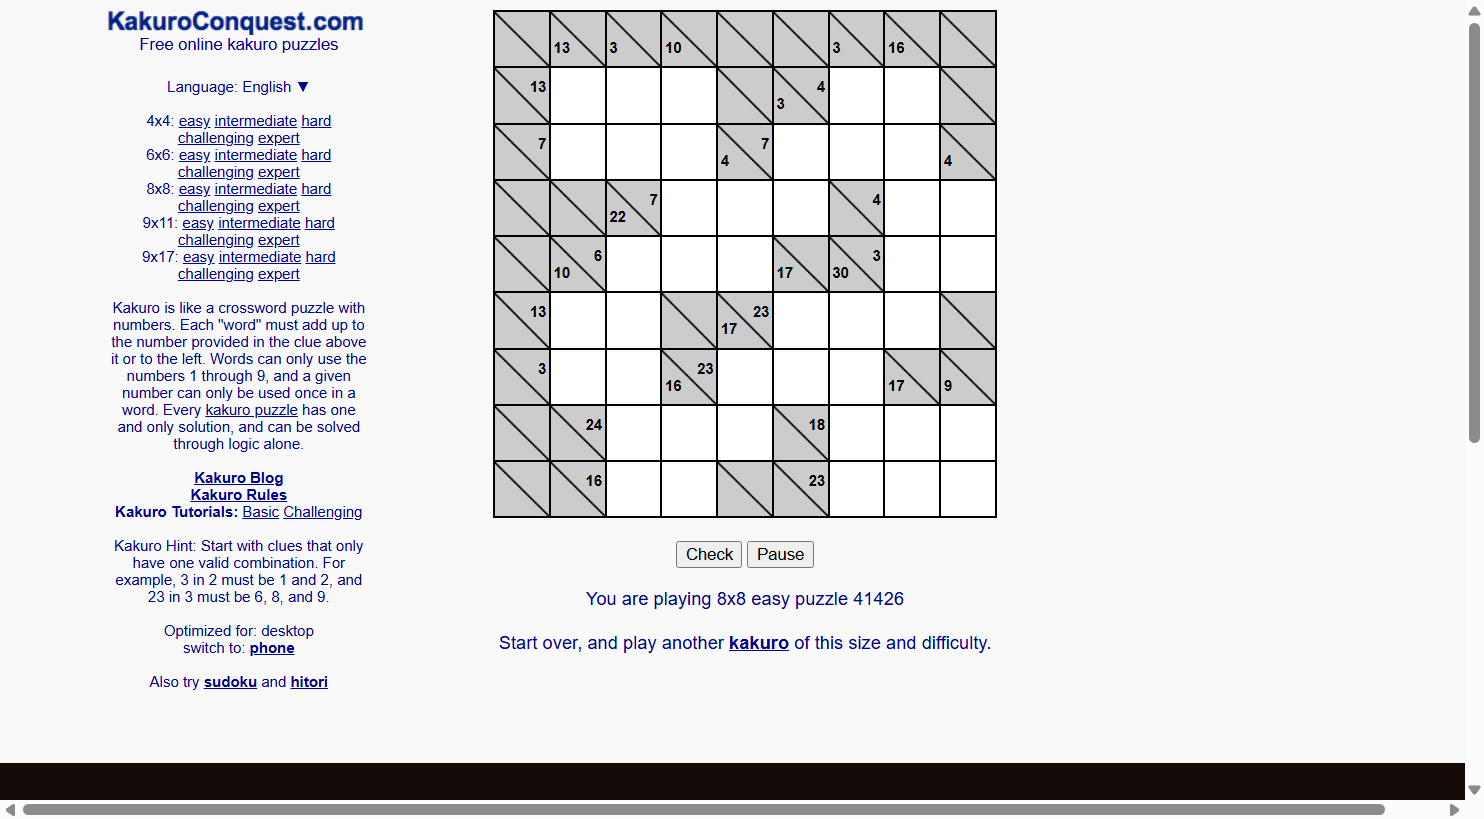 KakuroConquest.com
Free online kakuro puzzles
Language: English ▼
4x4: easy intermediate hard
challenging expert
6x6: easy intermediate hard
challenging expert
8x8: easy intermediate hard
challenging expert
9x11: easy intermediate hard
challenging expert
9x17: easy intermediate hard
challenging expert
Kakuro is like a crossword puzzle with
numbers. Each "word" must add up to
the number provided in the clue above
it or to the left. Words can only use the
numbers 1 through 9, and a given
number can only be used once in a
word. Every kakuro puzzle has one
and only solution, and can be solved
through logic alone.
Kakuro Blog
Kakuro Rules
Kakuro Tutorials: Basic Challenging
Kakuro Hint: Start with clues that only
have one valid combination. For
example, 3 in 2 must be 1 and 2, and
23 in 3 must be 6, 8, and 9.
Optimized for: desktop
switch to: phone
Also try sudoku and hitori
13 3 10 3 16
13 3 4
7 4 7 4
22 7 4
10 6 17 30 3
13 17 23
3 16 23 17 9
24 18
16 23
Check Pause
You are playing 8x8 easy puzzle 41426
Start over, and play another kakuro of this size and difficulty.